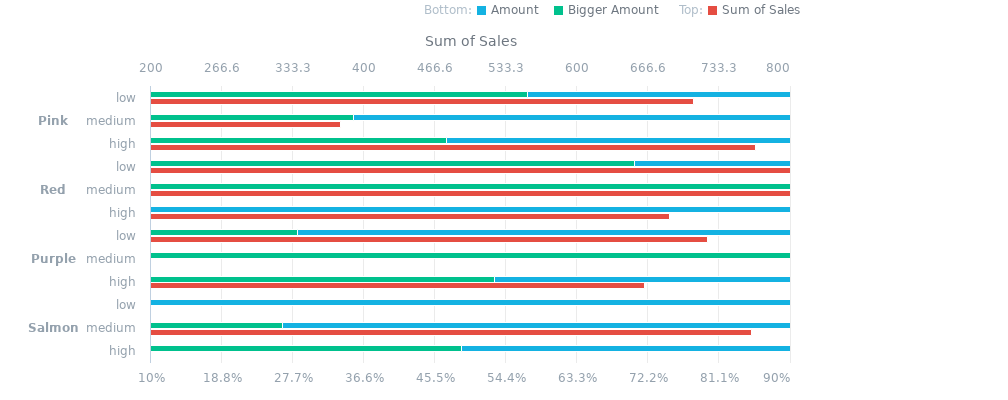 Bottom: Amount Bigger Amount Top: Sum of Sales
Sum of Sales
200 266.6 333.3 400 466.6 533.3 600 666.6 733.3 800
low
Pink medium
high
low
Red medium
high
low
Purple medium
high
low
Salmon medium
high
10% 18.8% 27.7% 36.6% 45.5% 54.4% 63.3% 72.2% 81.1% 90%